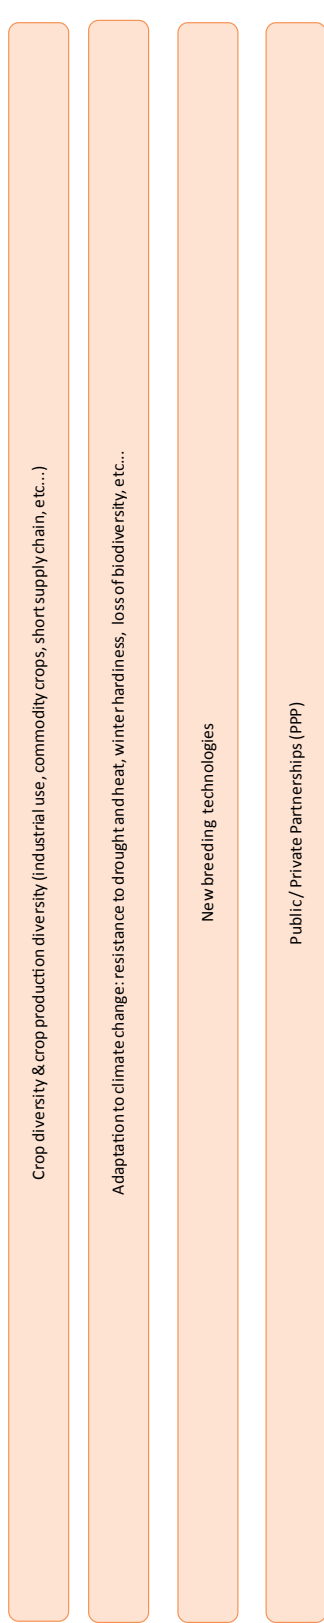 Crop diversity & crop production diversity (industrial use, commodity crops, short supply chain, etc...)
Adaptation to climate change: resistance to drought and heat, winter hardiness, loss of biodiversity, etc...
New breeding technologies
Public/ Private Partnerships (PPP)